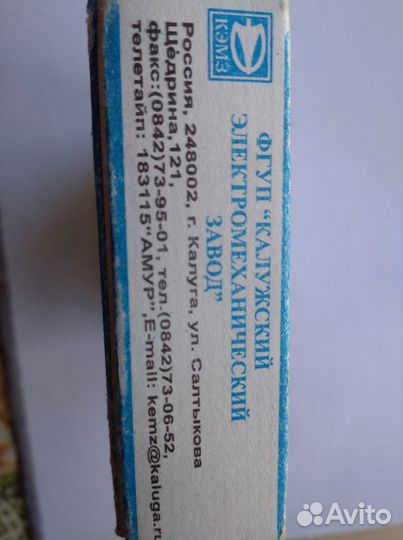 КЭМЗ
ФГУП "КАЛУЖСКИЙ
ЭЛЕКТРОМЕХАНИЧЕСКИЙ
ЗАВОД"
Россия, 248002, г. Калуга, ул. Салтыкова
Щедрина,121,
факс:(0842)73-95-01, тел.(0842)73-06-52,
телетайп: 183115"АМУР",E-mail: kemz@kaluga.ru
Avito